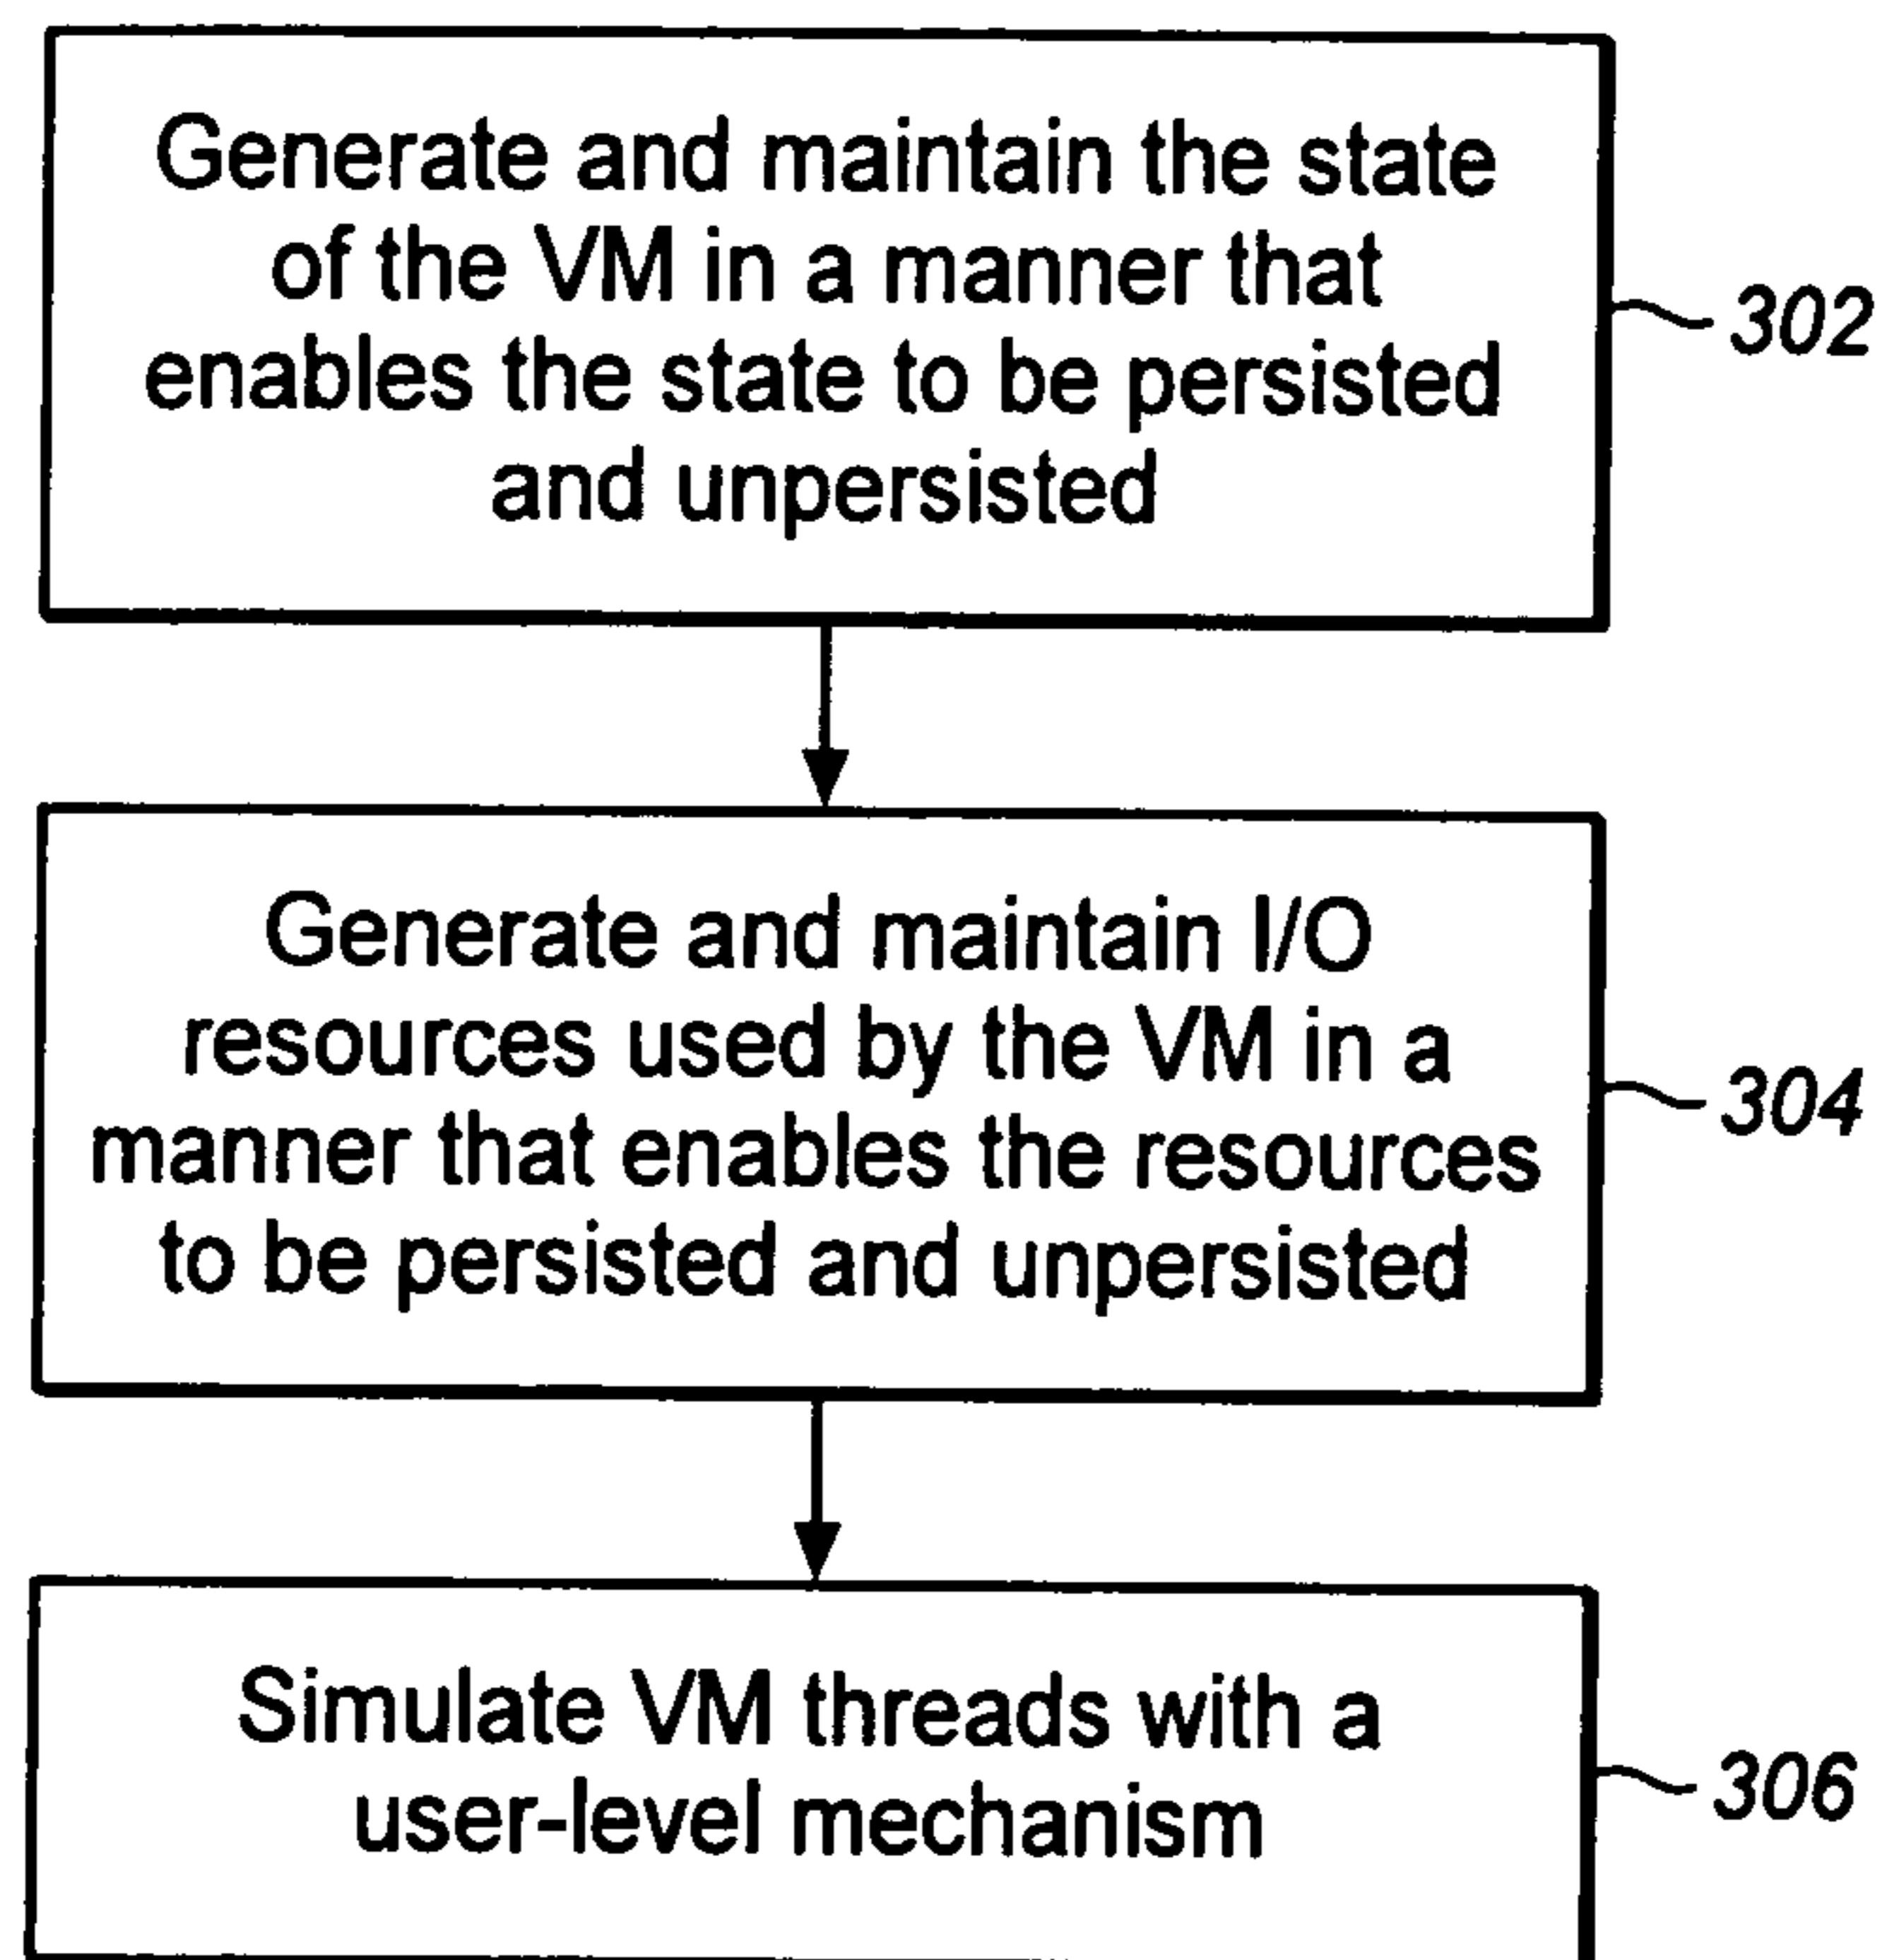 Generate and maintain the state
of the VM in a manner that
enables the state to be persisted
and unpersisted
302
Generate and maintain I/O
resources used by the VM in a
manner that enables the resources
to be persisted and unpersisted
304
Simulate VM threads with a
user-level mechanism
306